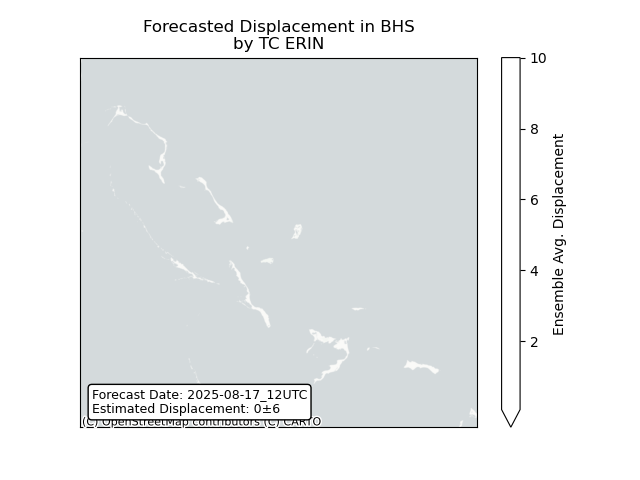 Forecasted Displacement in BHS
by TC ERIN
10
8
6
4
2
Ensemble Avg. Displacement
Forecast Date: 2025-08-17_12UTC
Estimated Displacement: 0±6
(C) OpenStreetMap contributors (C) CARTO